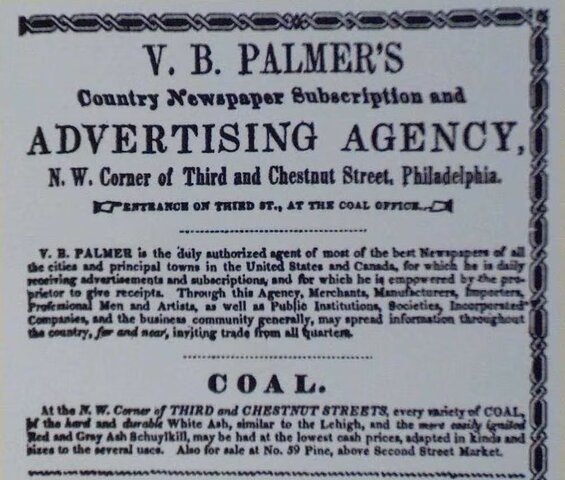 V. B. PALMER'S
Country Newspaper Subscription and
ADVERTISING AGENCY,
N. W. Corner of Third and Chestnut Street, Philadelphia.
ENTRANCE ON THIRD ST., AT THE COAL OFFICE.
V. B. PALMER is the duly authorized agent of most of the best Newspapers of all
the cities and principal towns in the United States and Canada, for which he is daily
receiving advertisements and subscriptions, and for which he is empowered by the pro-
prietor to give receipts. Through this Agency, Merchants, Manufacturers, Importers
Professional Men and Artists, as well as Public Institutions, Societies, Incorporated
Companies, and the business community generally, may spread information throughout
the country, far and near, inviting trade from all quarters.
COAL.
At the N. W. Corner of THIRD and CHESTNUT STREETS, every variety of COAL,
of the hard and durable White Ash, similar to the Lehigh, and the more easily ignited
Red and Gray Ash Schuylkill, may be had at the lowest cash prices, adapted in kinds and
sizes to the several uses. Also for sale at No. 59 Pine, above Second Street Market.